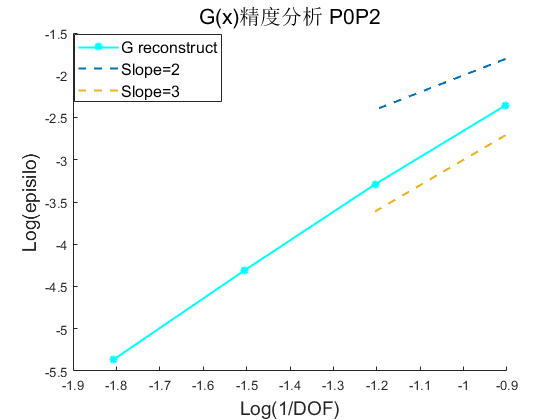 G(x)精度分析 P0P2
G reconstruct
Slope=2
Slope=3
Log(episilo)
-1.5
-2
-2.5
-3
-3.5
-4
-4.5
-5
-5.5
-1.9 -1.8 -1.7 -1.6 -1.5 -1.4 -1.3 -1.2 -1.1 -1 -0.9
Log(1/DOF)